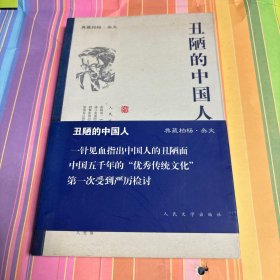 典藏柏杨·杂文
丑陋的中国人
丑陋的中国人
典藏柏杨·杂文
一针见血指出中国人的丑陋面
中国五千年的“优秀传统文化”
第一次受到严厉检讨
人民文学出版社